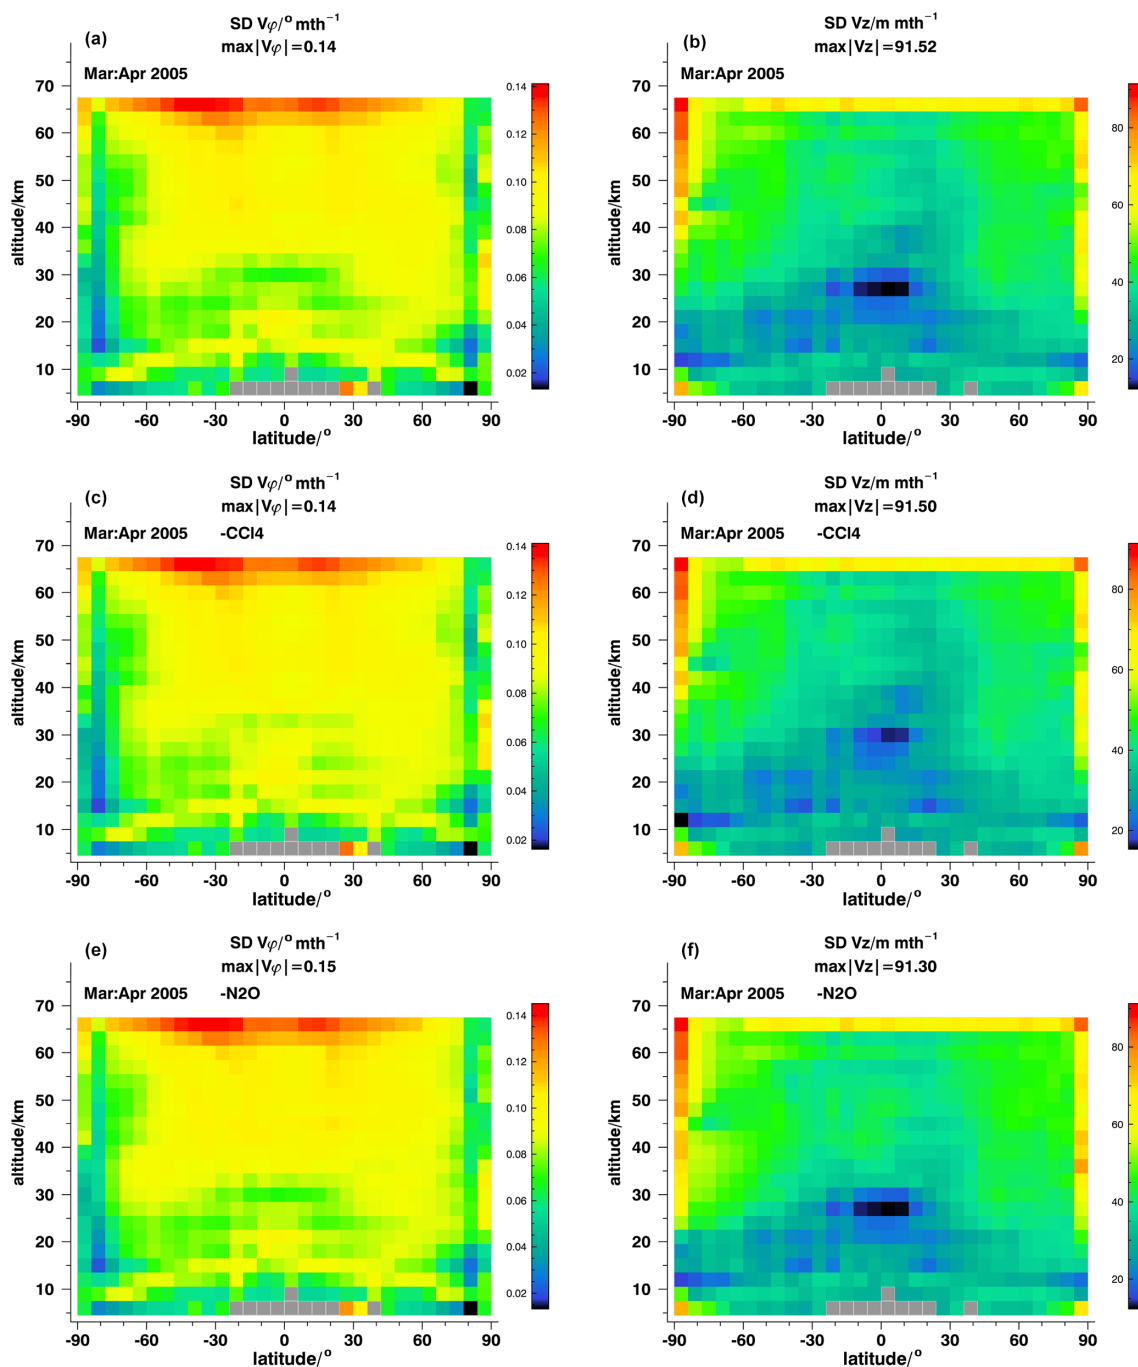 (a)
SD Vφ/° mth⁻¹
max|Vφ|=0.14
Mar:Apr 2005
altitude/km
70
60
50
40
30
20
10
-90 -60 -30 0 30 60 90
latitude/°
0.14
0.12
0.10
0.08
0.06
0.04
0.02
(b)
SD Vz/m mth⁻¹
max|Vz|=91.52
Mar:Apr 2005
altitude/km
70
60
50
40
30
20
10
-90 -60 -30 0 30 60 90
latitude/°
80
60
40
20
(c)
SD Vφ/° mth⁻¹
max|Vφ|=0.14
Mar:Apr 2005 -CCl4
altitude/km
70
60
50
40
30
20
10
-90 -60 -30 0 30 60 90
latitude/°
0.14
0.12
0.10
0.08
0.06
0.04
0.02
(d)
SD Vz/m mth⁻¹
max|Vz|=91.50
Mar:Apr 2005 -CCl4
altitude/km
70
60
50
40
30
20
10
-90 -60 -30 0 30 60 90
latitude/°
80
60
40
20
(e)
SD Vφ/° mth⁻¹
max|Vφ|=0.15
Mar:Apr 2005 -N2O
altitude/km
70
60
50
40
30
20
10
-90 -60 -30 0 30 60 90
latitude/°
0.14
0.12
0.10
0.08
0.06
0.04
0.02
(f)
SD Vz/m mth⁻¹
max|Vz|=91.30
Mar:Apr 2005 -N2O
altitude/km
70
60
50
40
30
20
10
-90 -60 -30 0 30 60 90
latitude/°
80
60
40
20